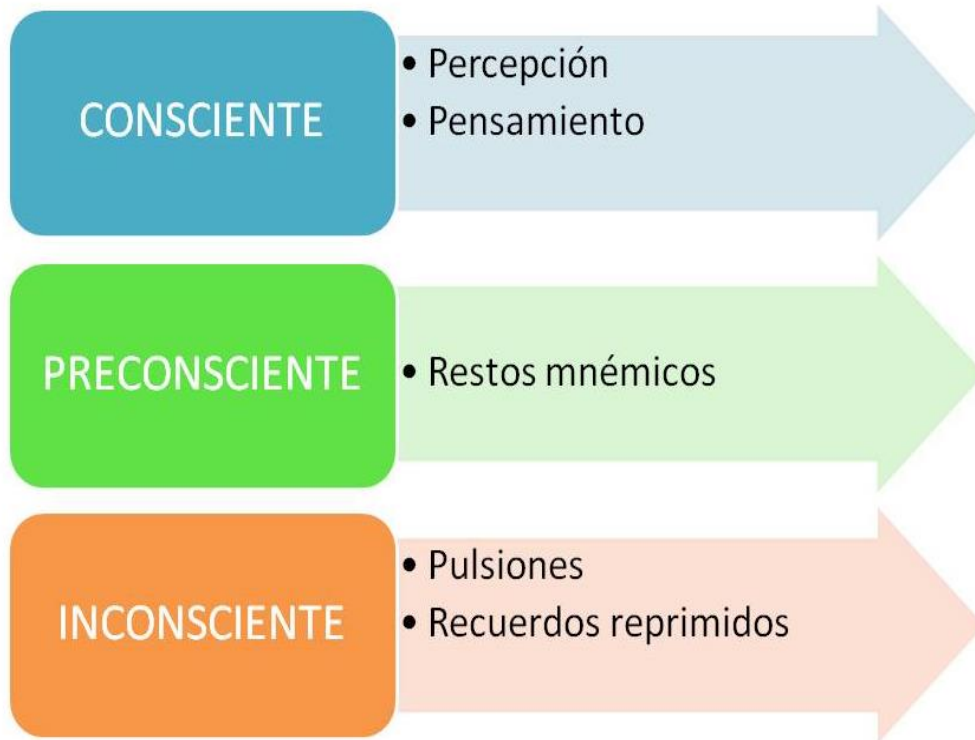 CONSCIENTE
• Percepción
• Pensamiento
PRECONSCIENTE
• Restos mnémicos
INCONSCIENTE
• Pulsiones
• Recuerdos reprimidos